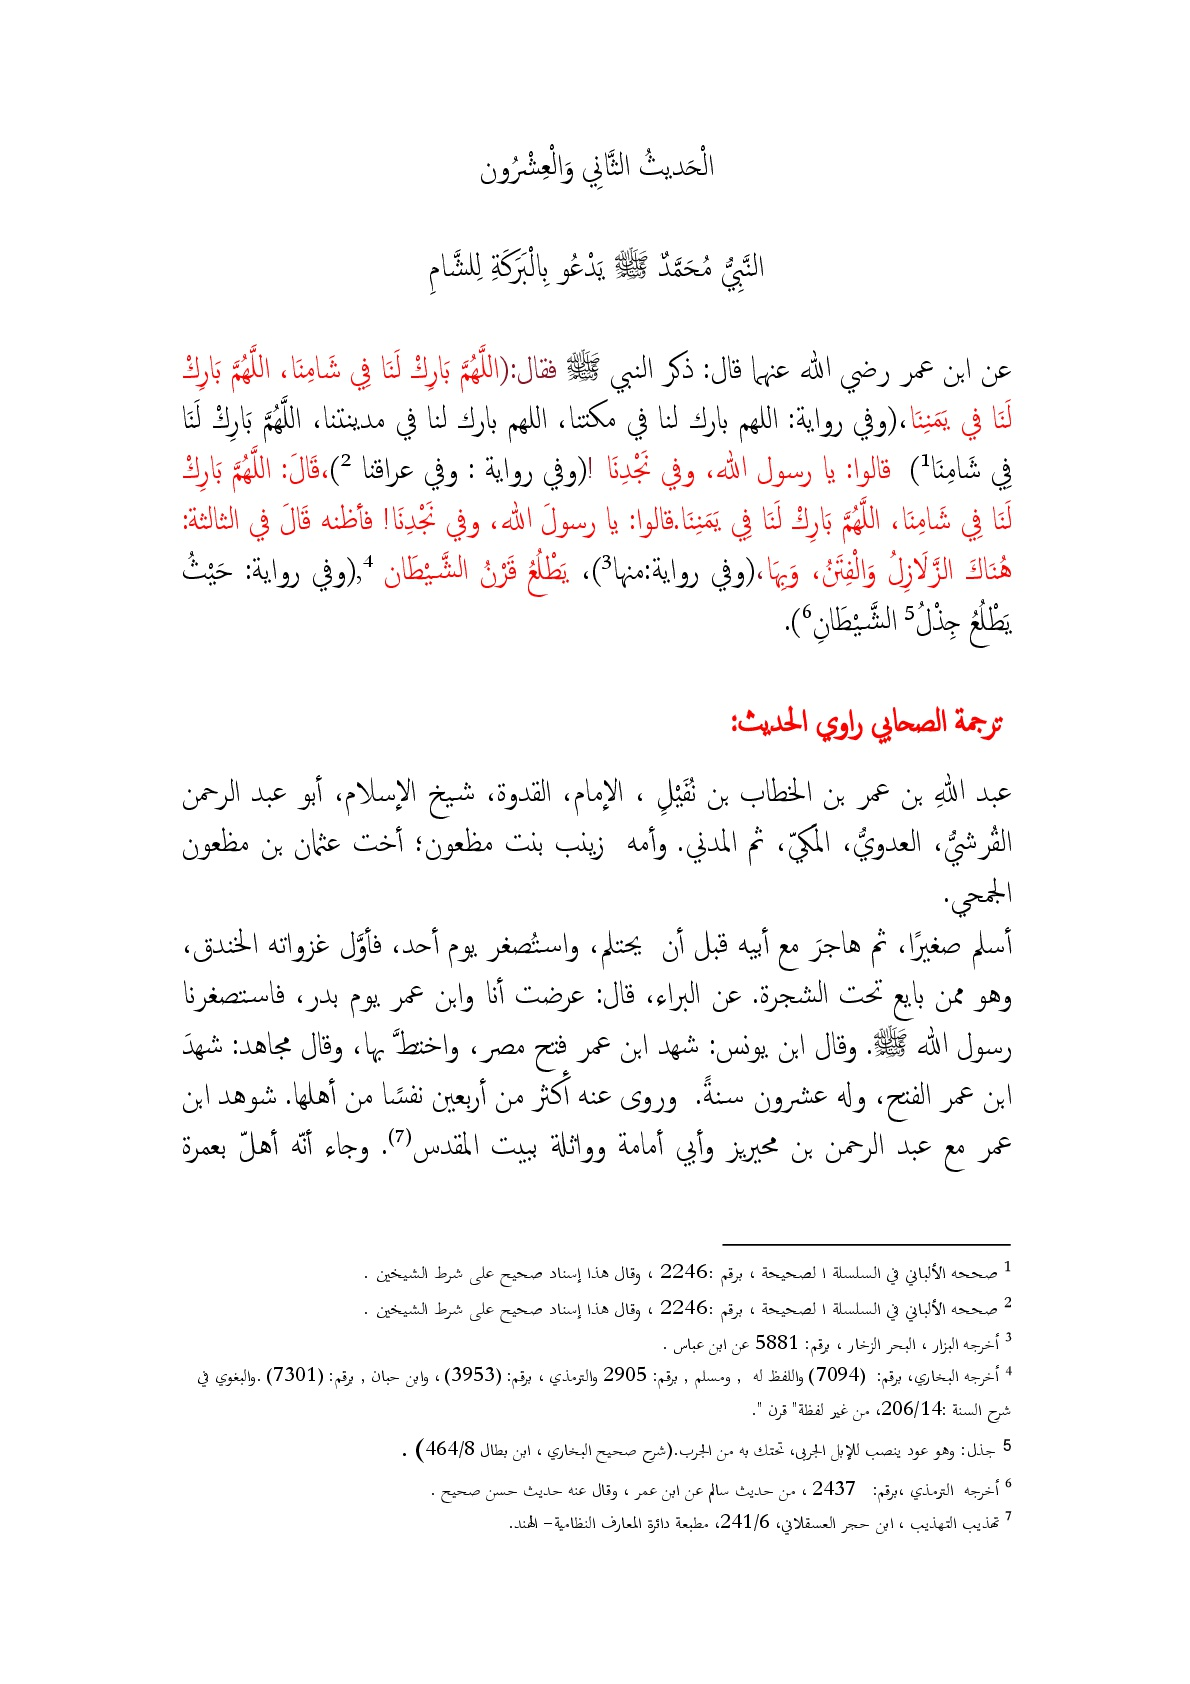 الْحَديثُ الثَّانِي وَالْعِشْرُون
النَّبِيُّ مُحَمَّدٌ ﷺ يَدْعُو بِالْبَرَكَةِ لِلشَّامِ
عن ابن عمر رضي الله عنهما قال: ذكر النبي ﷺ فقال:(اللَّهُمَّ بَارِكْ لَنَا فِي شَامِنَا، اللَّهُمَّ بَارِكْ
لَنَا فِي يَمَنِنَا،(وفي رواية: اللهم بارك لنا في مكتنا، اللهم بارك لنا في مدينتنا، اللَّهُمَّ بَارِكْ لَنَا
فِي شَامِنَا1) قالوا: يا رسول الله، وفي نَجْدِنَا !(وفي رواية : وفي عراقنا 2)،قَالَ: اللَّهُمَّ بَارِكْ
لَنَا فِي شَامِنَا، اللَّهُمَّ بَارِكْ لَنَا فِي يَمَنِنَا.قالوا: يا رسولَ الله، وفي نَجْدِنَا! فأظنه قَالَ في الثالثة:
هُنَاكَ الزَّلَازِلُ وَالْفِتَنُ، وَبِهَا،(وفي رواية:منها3)، يَطْلُعُ قَرْنُ الشَّيْطَان 4,(وفي رواية: حَيْثُ
يَطْلُعُ جِذْلُ5 الشَّيْطَانِ6).
ترجمة الصحابي راوي الحديث:
عبد اللهِ بن عمر بن الخطاب بن نُفَيْلٍ ، الإمام، القدوة، شيخ الإسلام، أبو عبد الرحمن
القُرشيُّ، العدويُّ، المكيّ، ثم المدني. وأمه زينب بنت مظعون؛ أخت عثمان بن مظعون
الجمحي.
أسلم صغيرًا، ثم هاجرَ مع أبيه قبل أن يحتلم، واستُصغر يوم أحد، فأوَّل غزواته الخندق،
وهو ممن بايع تحت الشجرة. عن البراء، قال: عرضت أنا وابن عمر يوم بدر، فاستصغرنا
رسول الله ﷺ. وقال ابن يونس: شهد ابن عمر فتح مصر، واختطَّ بها، وقال مجاهد: شهدَ
ابن عمر الفتح، وله عشرون سنةً. وروى عنه أكثر من أربعين نفسًا من أهلها. شوهد ابن
عمر مع عبد الرحمن بن محيريز وأبي أمامة وواثلة ببيت المقدس(7). وجاء أنّه أهلّ بعمرة
1 صححه الألباني في السلسلة ا لصحيحة ، برقم :2246 ، وقال هذا إسناد صحيح على شرط الشيخين .
2 صححه الألباني في السلسلة ا لصحيحة ، برقم :2246 ، وقال هذا إسناد صحيح على شرط الشيخين .
3 أخرجه البزار ، البحر الزخار ، برقم: 5881 عن ابن عباس .
4 أخرجه البخاري، برقم: (7094) واللفظ له , ومسلم , برقم: 2905 والترمذي ، برقم: (3953) ، وابن حبان , برقم: (7301) .والبغوي في
شرح السنة :206/14، من غير لفظة" قرن ".
5 جذل: وهو عود ينصب للإبل الجربى، تحتك به من الجرب.(شرح صحيح البخاري ، ابن بطال 464/8) .
6 أخرجه الترمذي ،برقم: 2437 ، من حديث سالم عن ابن عمر ، وقال عنه حديث حسن صحيح .
7 تهذيب التهذيب ، ابن حجر العسقلاني، 241/6، مطبعة دائرة المعارف النظامية– الهند.